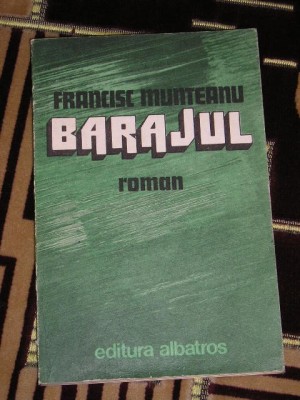 FRANCISC MUNTEANU
BARAJUL
roman
editura albatros